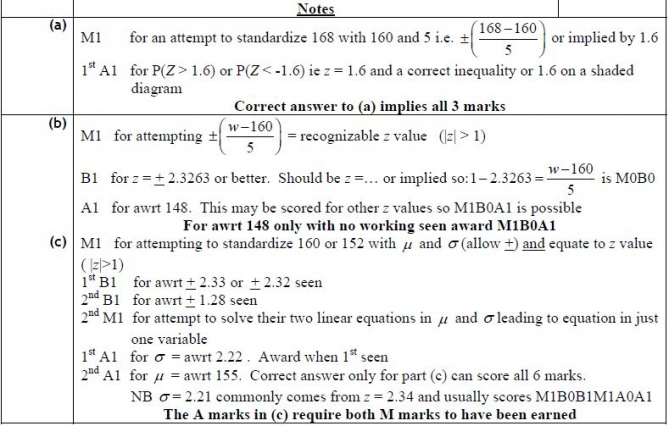 Notes
(a)
M1 for an attempt to standardize 168 with 160 and 5 i.e. ±((168−160)/5) or implied by 1.6
1st A1 for P(Z > 1.6) or P(Z < -1.6) ie z = 1.6 and a correct inequality or 1.6 on a shaded
diagram
Correct answer to (a) implies all 3 marks
(b)
M1 for attempting ±((w−160)/5) = recognizable z value (|z| > 1)
B1 for z = ± 2.3263 or better. Should be z =… or implied so: 1 − 2.3263 = (w−160)/5 is M0B0
A1 for awrt 148. This may be scored for other z values so M1B0A1 is possible
For awrt 148 only with no working seen award M1B0A1
(c) M1 for attempting to standardize 160 or 152 with μ and σ (allow ±) and equate to z value
(|z|>1)
1st B1 for awrt ± 2.33 or ± 2.32 seen
2nd B1 for awrt ± 1.28 seen
2nd M1 for attempt to solve their two linear equations in μ and σ leading to equation in just
one variable
1st A1 for σ = awrt 2.22 . Award when 1st seen
2nd A1 for μ = awrt 155. Correct answer only for part (c) can score all 6 marks.
NB σ = 2.21 commonly comes from z = 2.34 and usually scores M1B0B1M1A0A1
The A marks in (c) require both M marks to have been earned